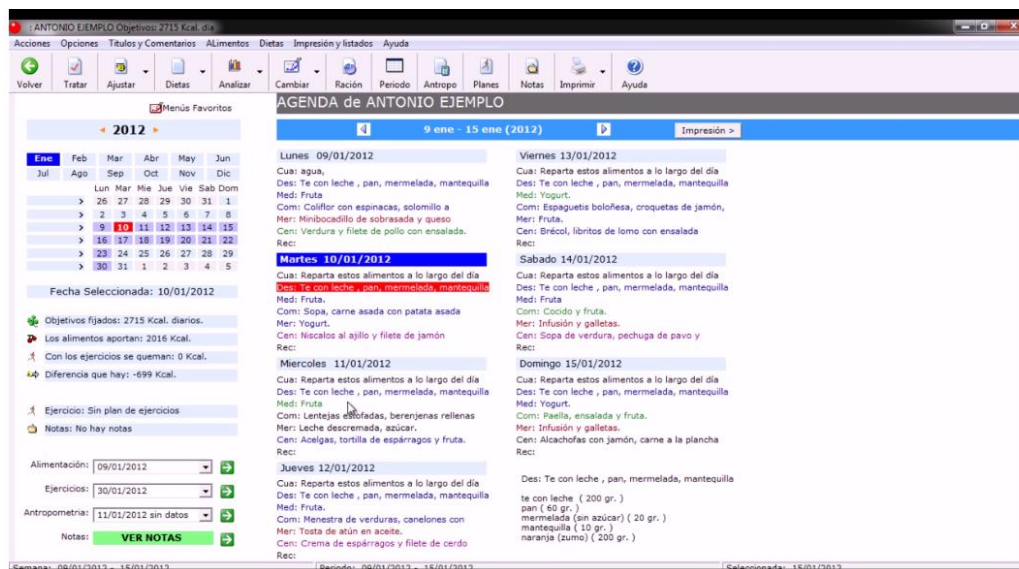 : ANTONIO EJEMPLO Objetivos: 2715 Kcal. dia
Acciones Opciones Titulos y Comentarios ALimentos Dietas Impresión y listados Ayuda
Volver Tratar Ajustar Dietas Analizar Cambiar Ración Periodo Antropo Planes Notas Imprimir Ayuda
Menús Favoritos
2012
Ene Feb Mar Abr May Jun
Jul Ago Sep Oct Nov Dic
Lun Mar Mie Jue Vie Sab Dom
> 26 27 28 29 30 31 1
> 2 3 4 5 6 7 8
> 9 10 11 12 13 14 15
> 16 17 18 19 20 21 22
> 23 24 25 26 27 28 29
> 30 31 1 2 3 4 5
Fecha Seleccionada: 10/01/2012
Objetivos fijados: 2715 Kcal. diarios.
Los alimentos aportan: 2016 Kcal.
Con los ejercicios se queman: 0 Kcal.
Diferencia que hay: -699 Kcal.
Ejercicio: Sin plan de ejercicios
Notas: No hay notas
Alimentación: 09/01/2012
Ejercicios: 30/01/2012
Antropometria: 11/01/2012 sin datos
Notas: VER NOTAS
AGENDA de ANTONIO EJEMPLO
9 ene - 15 ene (2012)
Impresión >
Lunes 09/01/2012
Cua: agua,
Des: Te con leche , pan, mermelada, mantequilla
Med: Fruta
Com: Coliflor con espinacas, solomillo a
Mer: Minibocadillo de sobrasada y queso
Cen: Verdura y filete de pollo con ensalada.
Rec:
Martes 10/01/2012
Cua: Reparta estos alimentos a lo largo del día
Des: Te con leche , pan, mermelada, mantequilla
Med: Fruta.
Com: Sopa, carne asada con patata asada
Mer: Yogurt.
Cen: Niscalos al ajillo y filete de jamón
Rec:
Miercoles 11/01/2012
Cua: Reparta estos alimentos a lo largo del día
Des: Te con leche , pan, mermelada, mantequilla
Med: Fruta
Com: Lentejas estofadas, berenjenas rellenas
Mer: Leche descremada, azúcar.
Cen: Acelgas, tortilla de espárragos y fruta.
Rec:
Jueves 12/01/2012
Cua: Reparta estos alimentos a lo largo del día
Des: Te con leche , pan, mermelada, mantequilla
Med: Fruta.
Com: Menestra de verduras, canelones con
Mer: Tosta de atún en aceite.
Cen: Crema de espárragos y filete de cerdo
Rec:
Viernes 13/01/2012
Cua: Reparta estos alimentos a lo largo del día
Des: Te con leche , pan, mermelada, mantequilla
Med: Yogurt.
Com: Espaguetis boloñesa, croquetas de jamón,
Mer: Fruta.
Cen: Brécol, libritos de lomo con ensalada
Rec:
Sabado 14/01/2012
Cua: Reparta estos alimentos a lo largo del día
Des: Te con leche , pan, mermelada, mantequilla
Med: Fruta
Com: Cocido y fruta.
Mer: Infusión y galletas.
Cen: Sopa de verdura, pechuga de pavo y
Rec:
Domingo 15/01/2012
Cua: Reparta estos alimentos a lo largo del día
Des: Te con leche , pan, mermelada, mantequilla
Med: Yogurt.
Com: Paella, ensalada y fruta.
Mer: Infusión y galletas.
Cen: Alcachofas con jamón, carne a la plancha
Rec:
Des: Te con leche , pan, mermelada, mantequilla
te con leche ( 200 gr. )
pan ( 60 gr. )
mermelada (sin azúcar) ( 20 gr. )
mantequilla ( 10 gr. )
naranja (zumo) ( 200 gr. )
Semana: 09/01/2012 - 15/01/2012 Periodo: 09/01/2012 - 15/01/2012 Seleccionada: 15/01/2012